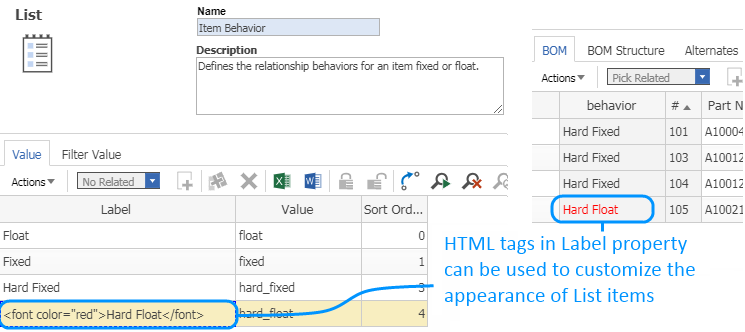 List
Name
Item Behavior
Description
Defines the relationship behaviors for an item fixed or float.
Value Filter Value
Actions No Related
Label Value Sort Ord...
Float float 0
Fixed fixed 1
Hard Fixed hard_fixed 3
<font color="red">Hard Float</font> hard_float 4
BOM BOM Structure Alternates
Actions Pick Related
behavior # Part N
Hard Fixed 101 A10004
Hard Fixed 103 A10012
Hard Fixed 104 A10012
Hard Float 105 A10021
HTML tags in Label property
can be used to customize the
appearance of List items